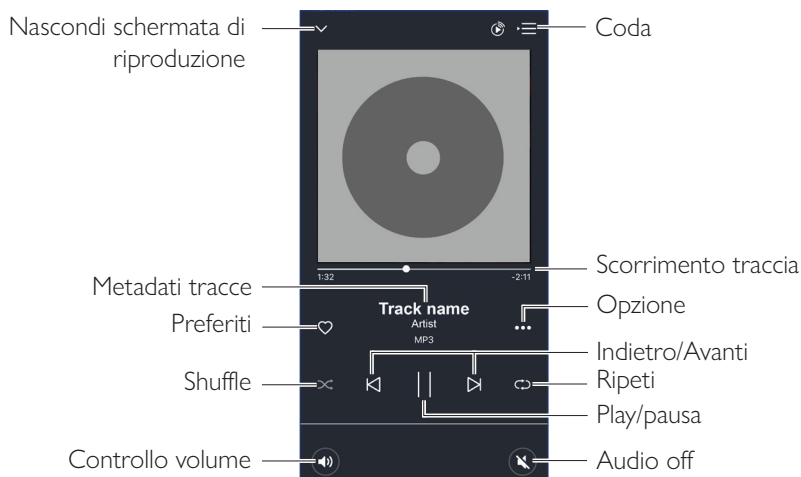 Nascondi schermata di
riproduzione
Coda
1:32
-2:11
Scorrimento traccia
Metadati tracce
Track name
Opzione
Preferiti
Artist
MP3
Indietro/Avanti
Shuffle
Ripeti
Play/pausa
Controllo volume
Audio off